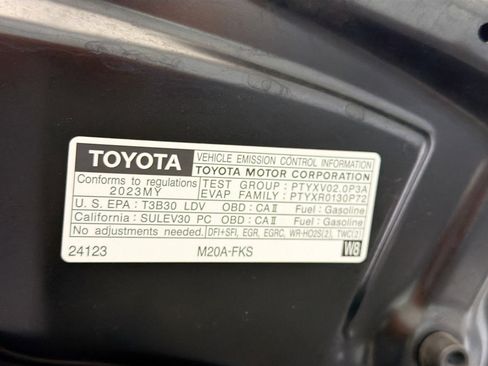 TOYOTA VEHICLE EMISSION CONTROL INFORMATION
TOYOTA MOTOR CORPORATION
Conforms to regulations
2023MY
TEST GROUP : PTYXV02.0P3A
EVAP FAMILY : PTYXR0130P72
U. S. EPA : T3B30 LDV OBD : CAⅡ Fuel : Gasoline
California : SULEV30 PC OBD : CAⅡ Fuel : Gasoline
No adjustments needed. DFI+SFI, EGR, EGRC, WR-HO2S(2), TWC(2)
24123 M20A-FKS W8